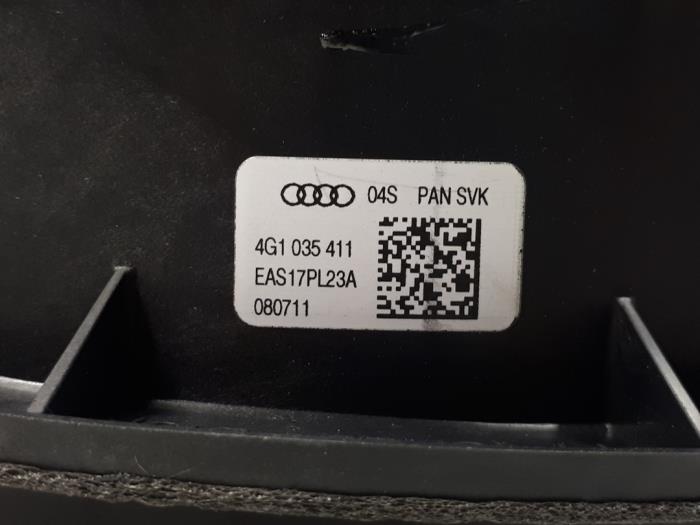 04S PAN SVK
4G1 035 411
EAS17PL23A
080711